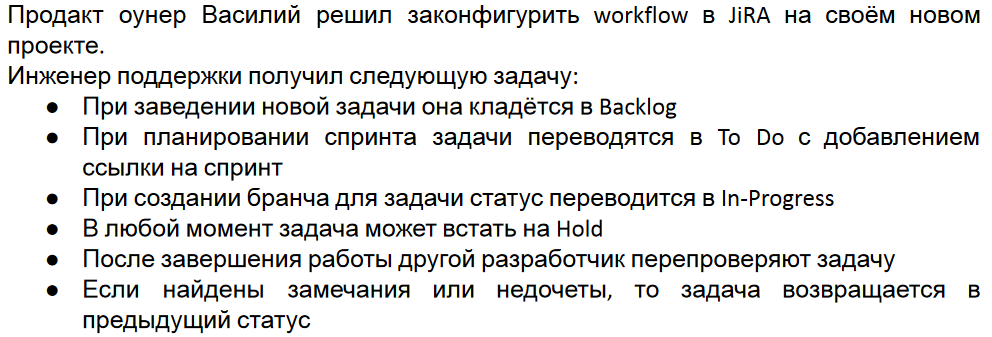 Продакт оунер Василий решил законфигурить workflow в JiRA на своём новом
проекте.
Инженер поддержки получил следующую задачу:
● При заведении новой задачи она кладётся в Backlog
● При планировании спринта задачи переводятся в To Do с добавлением
ссылки на спринт
● При создании бранча для задачи статус переводится в In-Progress
● В любой момент задача может встать на Hold
● После завершения работы другой разработчик перепроверяют задачу
● Если найдены замечания или недочеты, то задача возвращается в
предыдущий статус